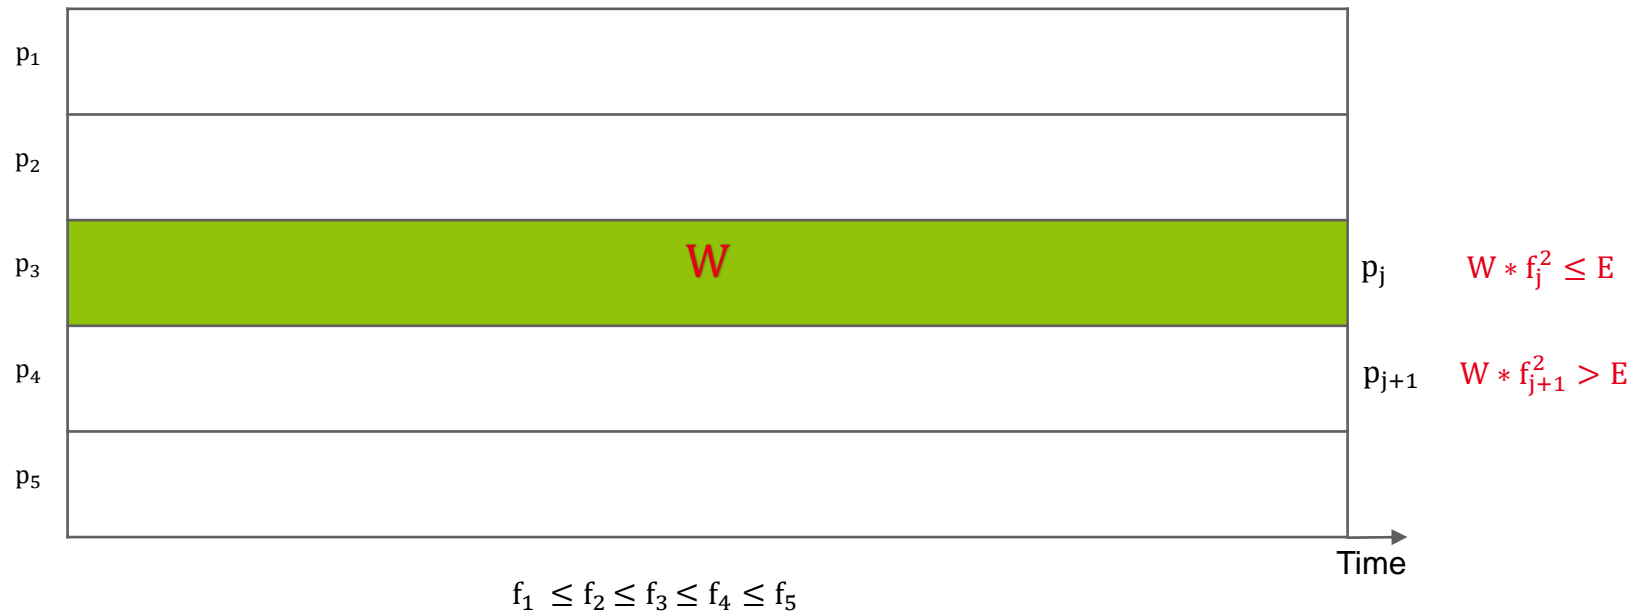 p₁
p₂
p₃ W pⱼ W ∗ fⱼ² ≤ E
p₄ pⱼ₊₁ W ∗ fⱼ₊₁² > E
p₅
Time
f₁ ≤ f₂ ≤ f₃ ≤ f₄ ≤ f₅